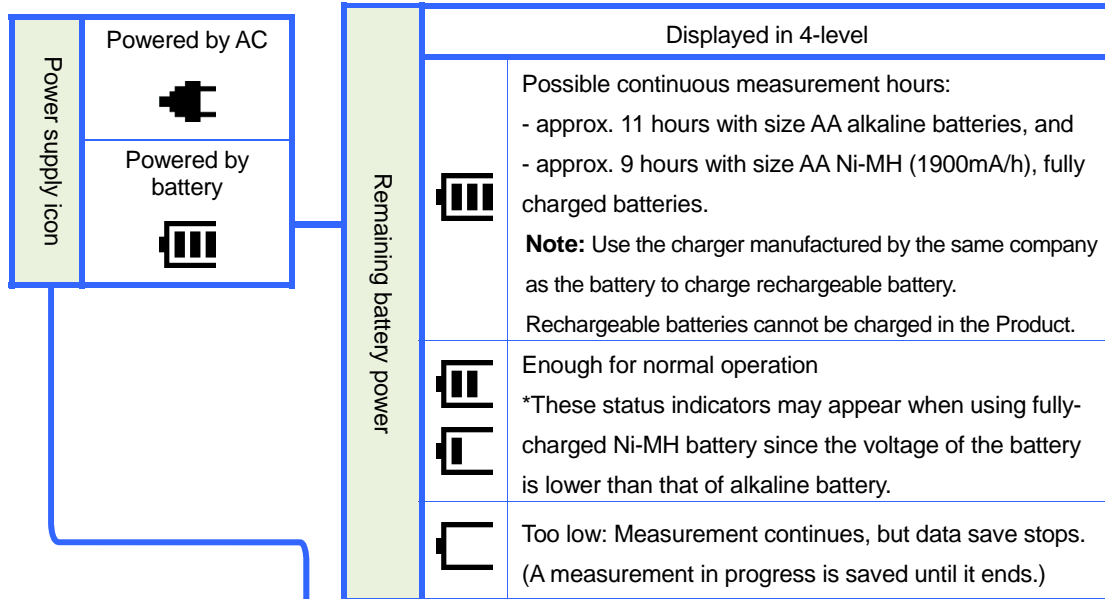 Power supply icon
Powered by AC
Powered by
battery
Remaining battery power
Displayed in 4-level
Possible continuous measurement hours:
- approx. 11 hours with size AA alkaline batteries, and
- approx. 9 hours with size AA Ni-MH (1900mA/h), fully
charged batteries.
Note: Use the charger manufactured by the same company
as the battery to charge rechargeable battery.
Rechargeable batteries cannot be charged in the Product.
Enough for normal operation
*These status indicators may appear when using fully-
charged Ni-MH battery since the voltage of the battery
is lower than that of alkaline battery.
Too low: Measurement continues, but data save stops.
(A measurement in progress is saved until it ends.)